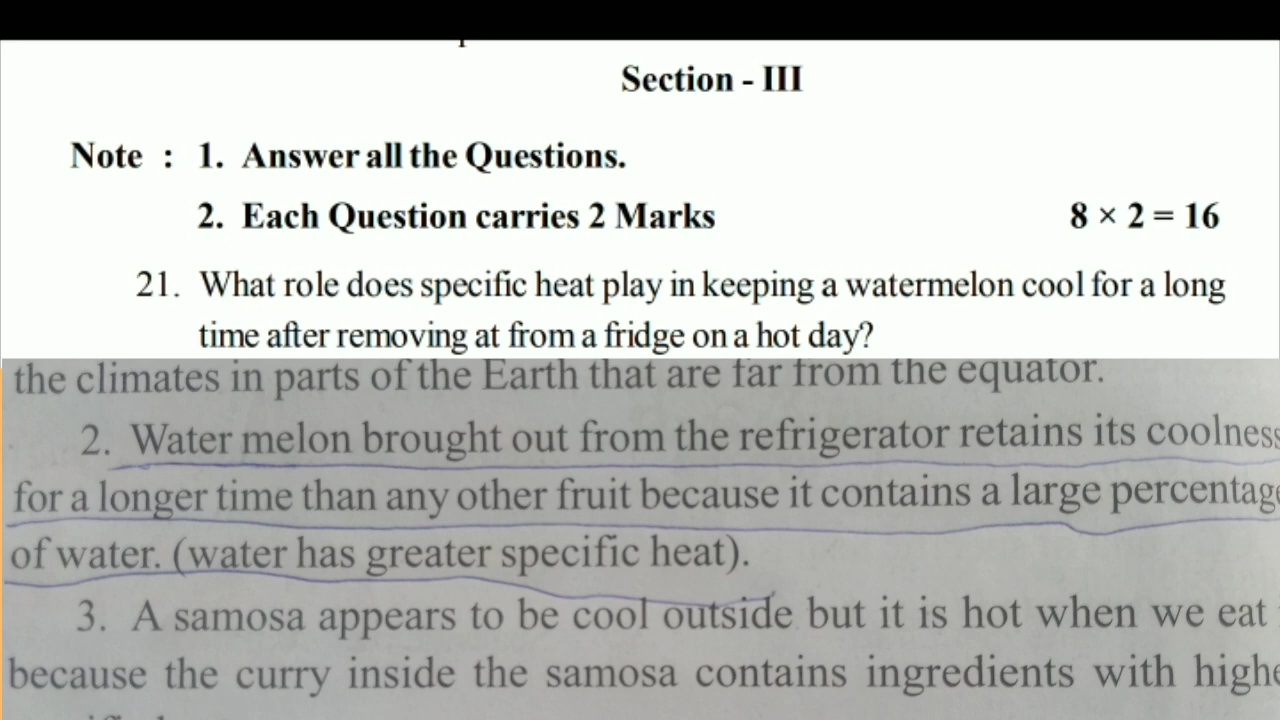 Section - III
Note : 1. Answer all the Questions.
2. Each Question carries 2 Marks 8 × 2 = 16
21. What role does specific heat play in keeping a watermelon cool for a long
time after removing at from a fridge on a hot day?
the climates in parts of the Earth that are far from the equator.
2. Water melon brought out from the refrigerator retains its coolness
for a longer time than any other fruit because it contains a large percentage
of water. (water has greater specific heat).
3. A samosa appears to be cool outside but it is hot when we eat
because the curry inside the samosa contains ingredients with